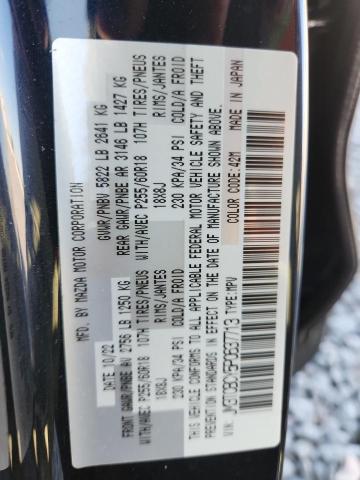 MFD. BY MAZDA MOTOR CORPORATION
DATE 10/22 GVWR/PNBV 5822 LB 2641 KG
FRONT GAWR/PNBE AR 2756 LB 1250 KG REAR GAWR/PNBE AR 3146 LB 1427 KG
WITH/AVEC P255/60R18 107H TIRES/PNEUS WITH/AVEC P255/60R18 107H TIRES/PNEUS
18X8J RIMS/JANTES 18X8J RIMS/JANTES
230 KPA/34 PSI COLD/A FROID 230 KPA/34 PSI COLD/A FROID
THIS VEHICLE CONFORMS TO ALL APPLICABLE FEDERAL MOTOR VEHICLE SAFETY AND THEFT
PREVENTION STANDARDS IN EFFECT ON THE DATE OF MANUFACTURE SHOWN ABOVE.
MADE IN JAPAN
VIN: TYPE: MPV COLOR CODE: 42M